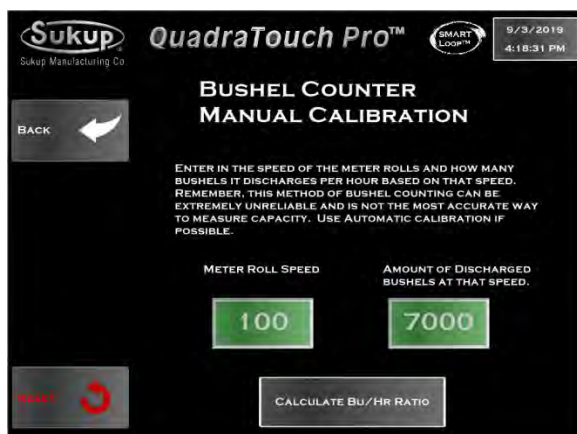 Sukup
Sukup Manufacturing Co
QuadraTouch Pro™
SMART
LOOP™
9/3/2019
4:18:31 PM
BUSHEL COUNTER
MANUAL CALIBRATION
BACK
ENTER IN THE SPEED OF THE METER ROLLS AND HOW MANY
BUSHELS IT DISCHARGES PER HOUR BASED ON THAT SPEED.
REMEMBER, THIS METHOD OF BUSHEL COUNTING CAN BE
EXTREMELY UNRELIABLE AND IS NOT THE MOST ACCURATE WAY
TO MEASURE CAPACITY. USE AUTOMATIC CALIBRATION IF
POSSIBLE.
METER ROLL SPEED
AMOUNT OF DISCHARGED
BUSHELS AT THAT SPEED.
100
7000
RESET
CALCULATE BU/HR RATIO